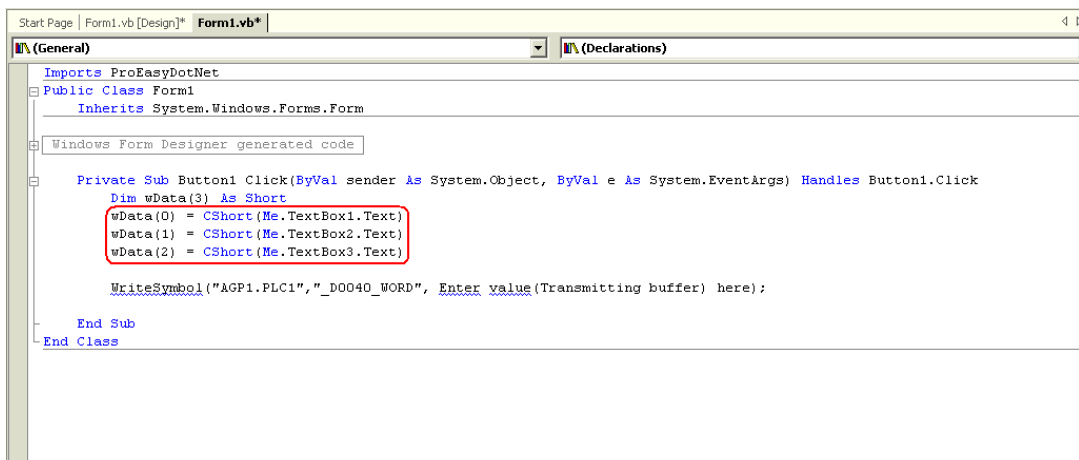 Start Page Form1.vb [Design]* Form1.vb*
(General) (Declarations)
Imports ProEasyDotNet
Public Class Form1
Inherits System.Windows.Forms.Form
Windows Form Designer generated code
Private Sub Button1_Click(ByVal sender As System.Object, ByVal e As System.EventArgs) Handles Button1.Click
Dim wData(3) As Short
wData(0) = CShort(Me.TextBox1.Text)
wData(1) = CShort(Me.TextBox2.Text)
wData(2) = CShort(Me.TextBox3.Text)
WriteSymbol("AGP1.PLC1","_D0040_WORD", Enter value(Transmitting buffer) here);
End Sub
End Class